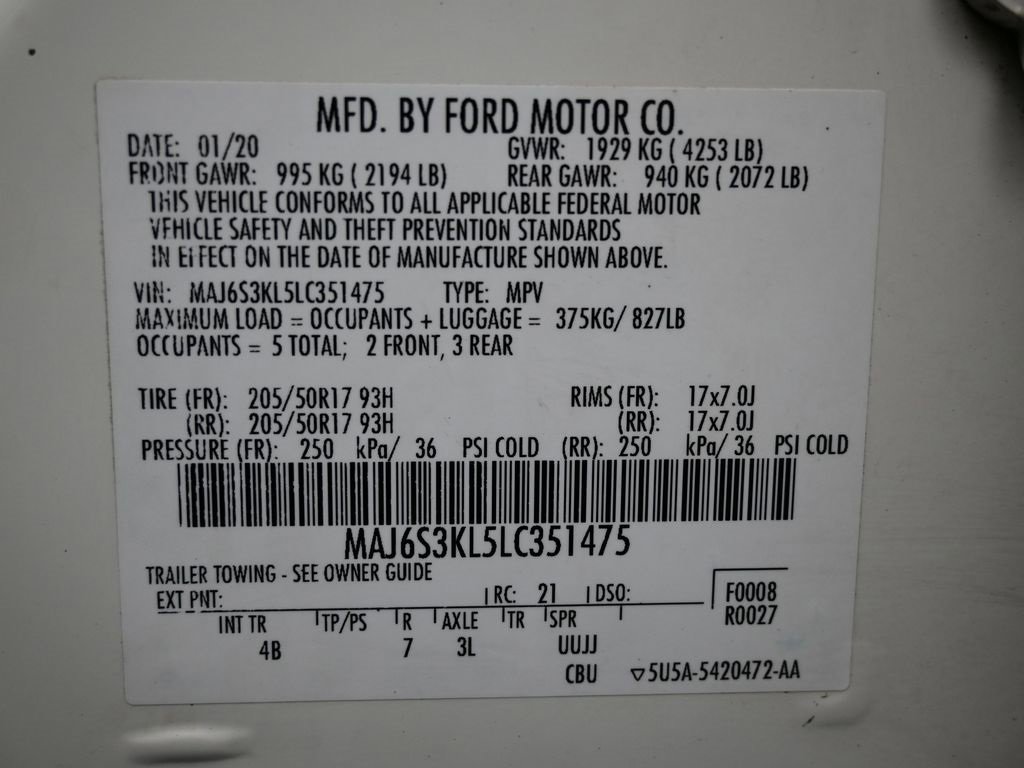 MFD. BY FORD MOTOR CO.
DATE: 01/20 GVWR: 1929 KG ( 4253 LB)
FRONT GAWR: 995 KG ( 2194 LB) REAR GAWR: 940 KG ( 2072 LB)
THIS VEHICLE CONFORMS TO ALL APPLICABLE FEDERAL MOTOR
VEHICLE SAFETY AND THEFT PREVENTION STANDARDS
IN EFFECT ON THE DATE OF MANUFACTURE SHOWN ABOVE.
VIN: MAJ6S3KL5LC351475 TYPE: MPV
MAXIMUM LOAD = OCCUPANTS + LUGGAGE = 375KG/ 827LB
OCCUPANTS = 5 TOTAL; 2 FRONT, 3 REAR
TIRE (FR): 205/50R17 93H RIMS (FR): 17x7.0J
(RR): 205/50R17 93H (RR): 17x7.0J
PRESSURE (FR): 250 kPa/ 36 PSI COLD (RR): 250 kPa/ 36 PSI COLD
MAJ6S3KL5LC351475
TRAILER TOWING - SEE OWNER GUIDE
EXT PNT: RC: 21 DSO: F0008
INT TR TP/PS R AXLE TR SPR R0027
4B 7 3L UUJJ
CBU ▽5U5A-5420472-AA